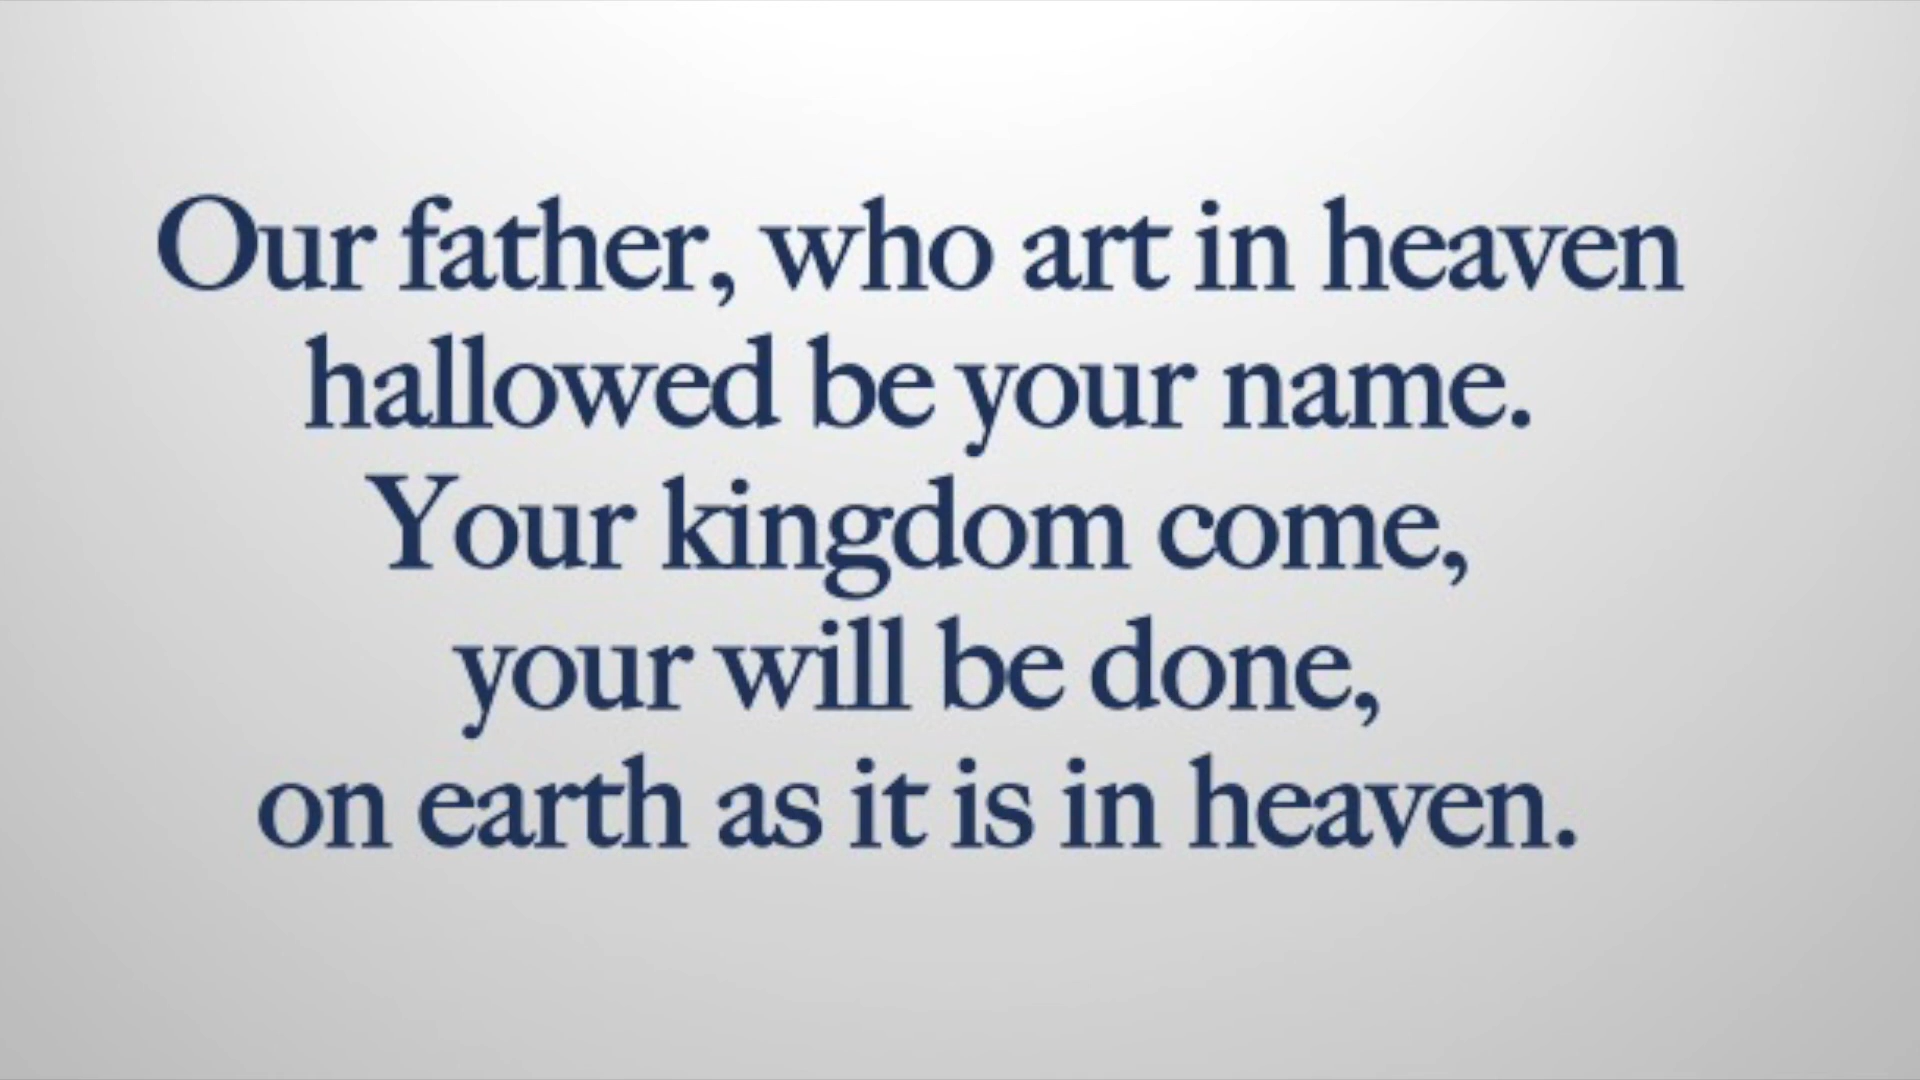 Our father, who art in heaven
hallowed be your name.
Your kingdom come,
your will be done,
on earth as it is in heaven.